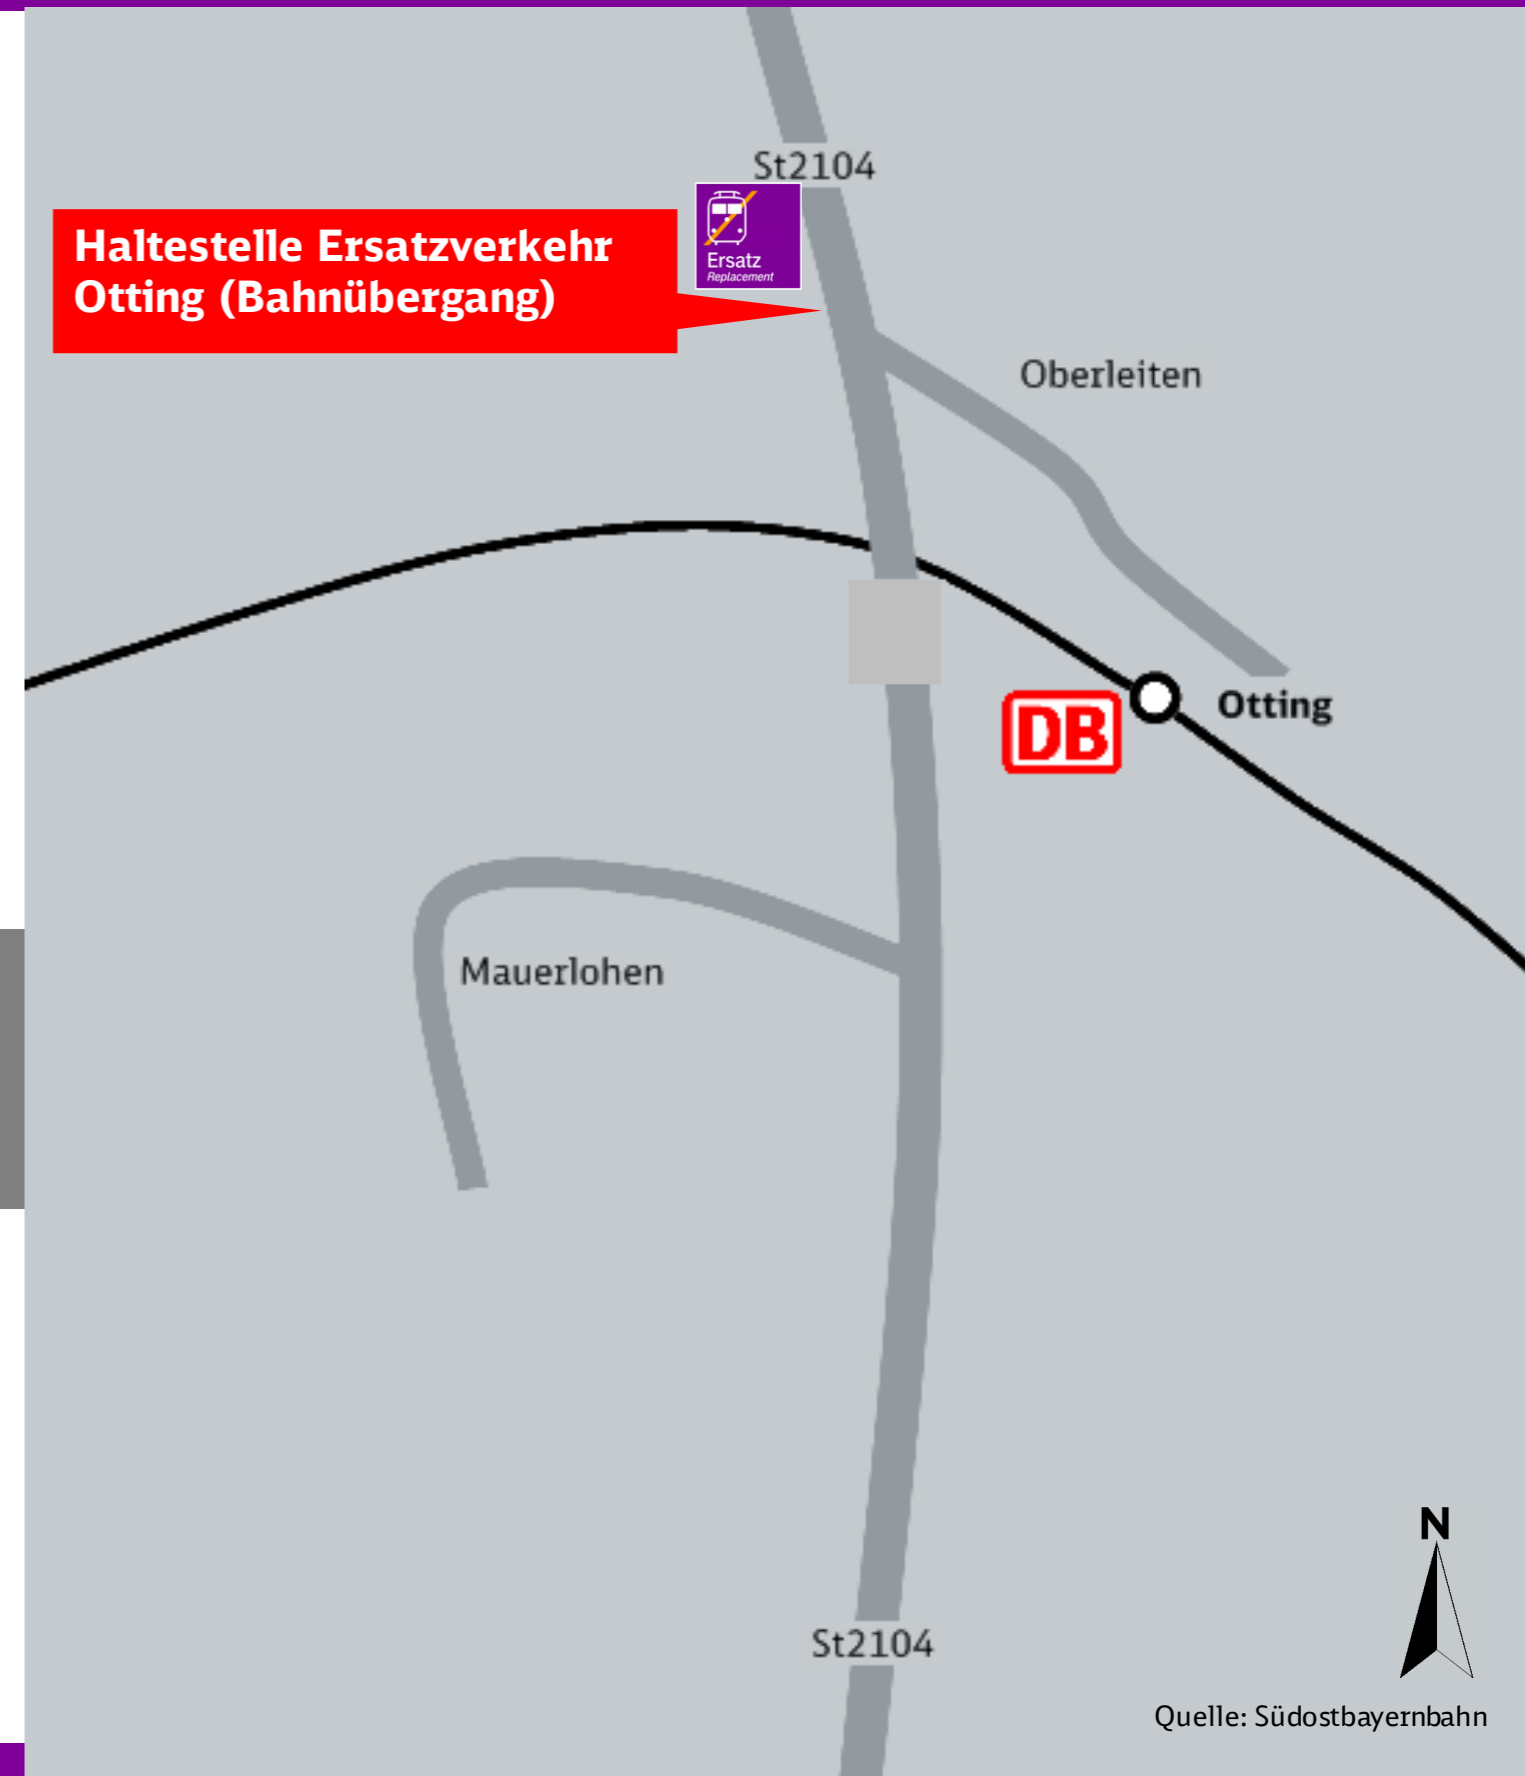 St2104
Haltestelle Ersatzverkehr
Otting (Bahnübergang)
Ersatz
Replacement
Oberleiten
Otting
DB
Mauerlohen
N
St2104
Quelle: Südostbayernbahn